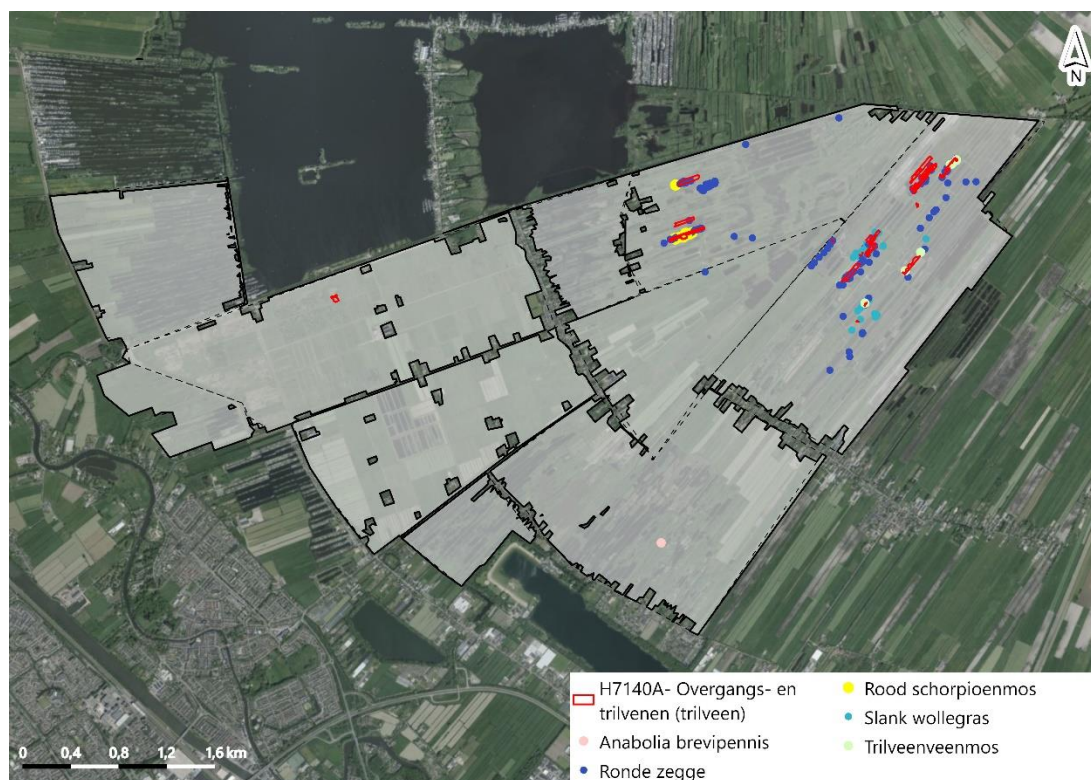 N
0 0,4 0,8 1,2 1,6 km
H7140A- Overgangs- en
trilvenen (trilveen)
Anabolia brevipennis
Ronde zegge
Rood schorpioenmos
Slank wollegras
Trilveenveenmos